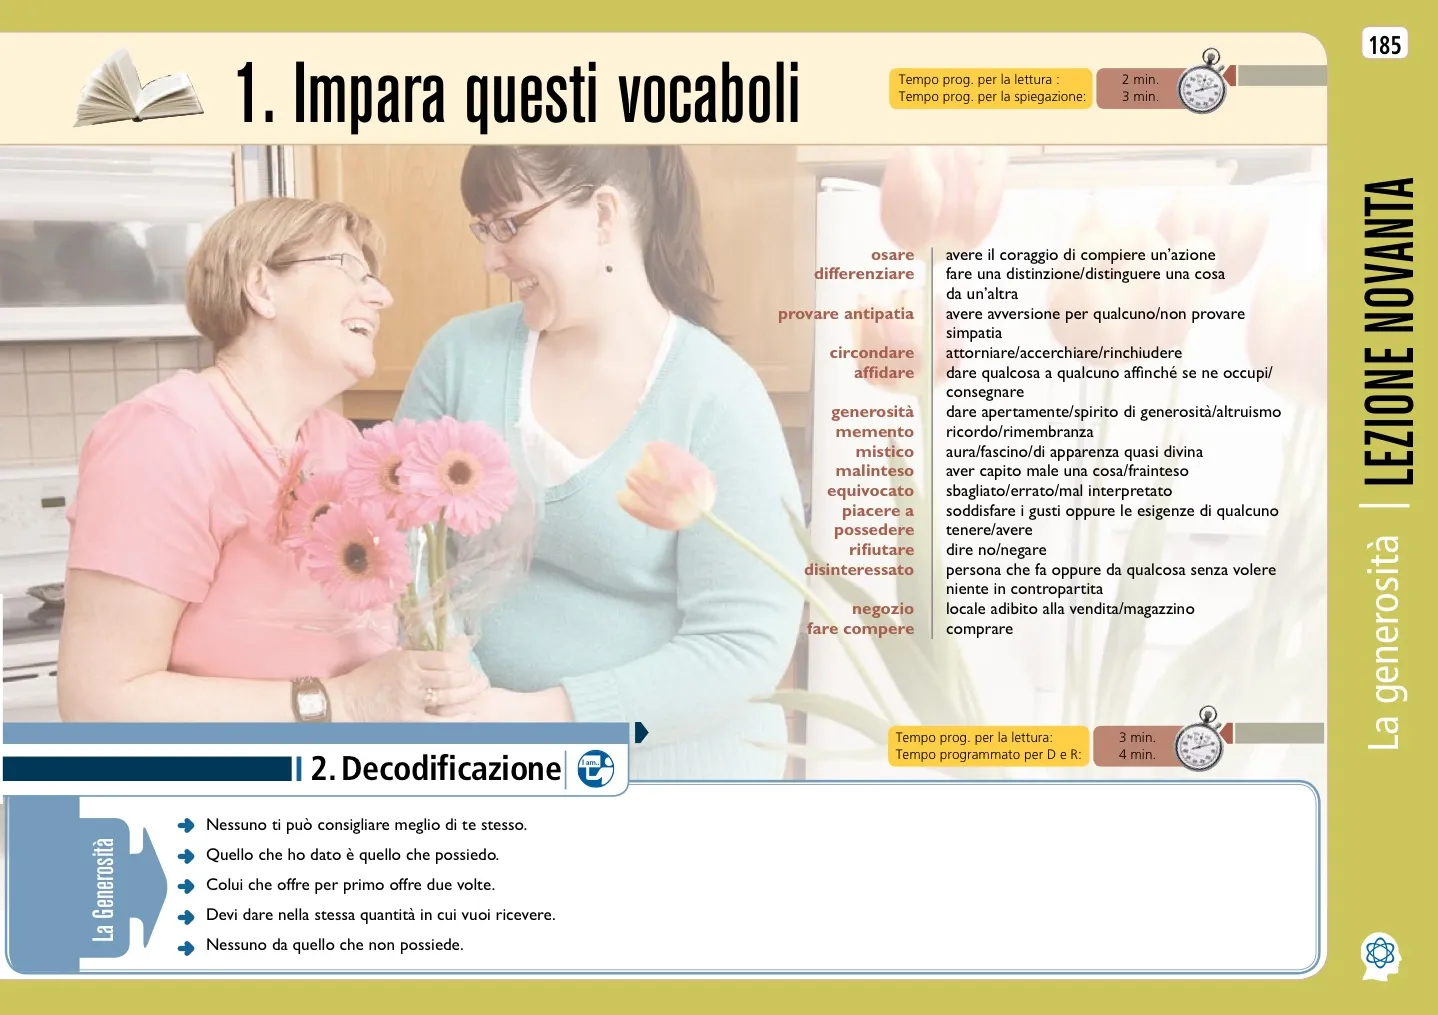 185
1. Impara questi vocaboli
Tempo prog. per la lettura : 2 min.
Tempo prog. per la spiegazione: 3 min.
osare avere il coraggio di compiere un'azione
differenziare fare una distinzione/distinguere una cosa
da un'altra
provare antipatia avere avversione per qualcuno/non provare
simpatia
circondare attorniare/accerchiare/rinchiudere
affidare dare qualcosa a qualcuno affinché se ne occupi/
consegnare
generosità dare apertamente/spirito di generosità/altruismo
memento ricordo/rimembranza
mistico aura/fascino/di apparenza quasi divina
malinteso aver capito male una cosa/frainteso
equivocato sbagliato/errato/mal interpretato
piacere a soddisfare i gusti oppure le esigenze di qualcuno
possedere tenere/avere
rifiutare dire no/negare
disinteressato persona che fa oppure da qualcosa senza volere
niente in contropartita
negozio locale adibito alla vendita/magazzino
fare compere comprare
LEZIONE NOVANTA
La generosità
Tempo prog. per la lettura: 3 min.
Tempo programmato per D e R: 4 min.
2. Decodificazione
I am..
La Generosità
Nessuno ti può consigliare meglio di te stesso.
Quello che ho dato è quello che possiedo.
Colui che offre per primo offre due volte.
Devi dare nella stessa quantità in cui vuoi ricevere.
Nessuno da quello che non possiede.